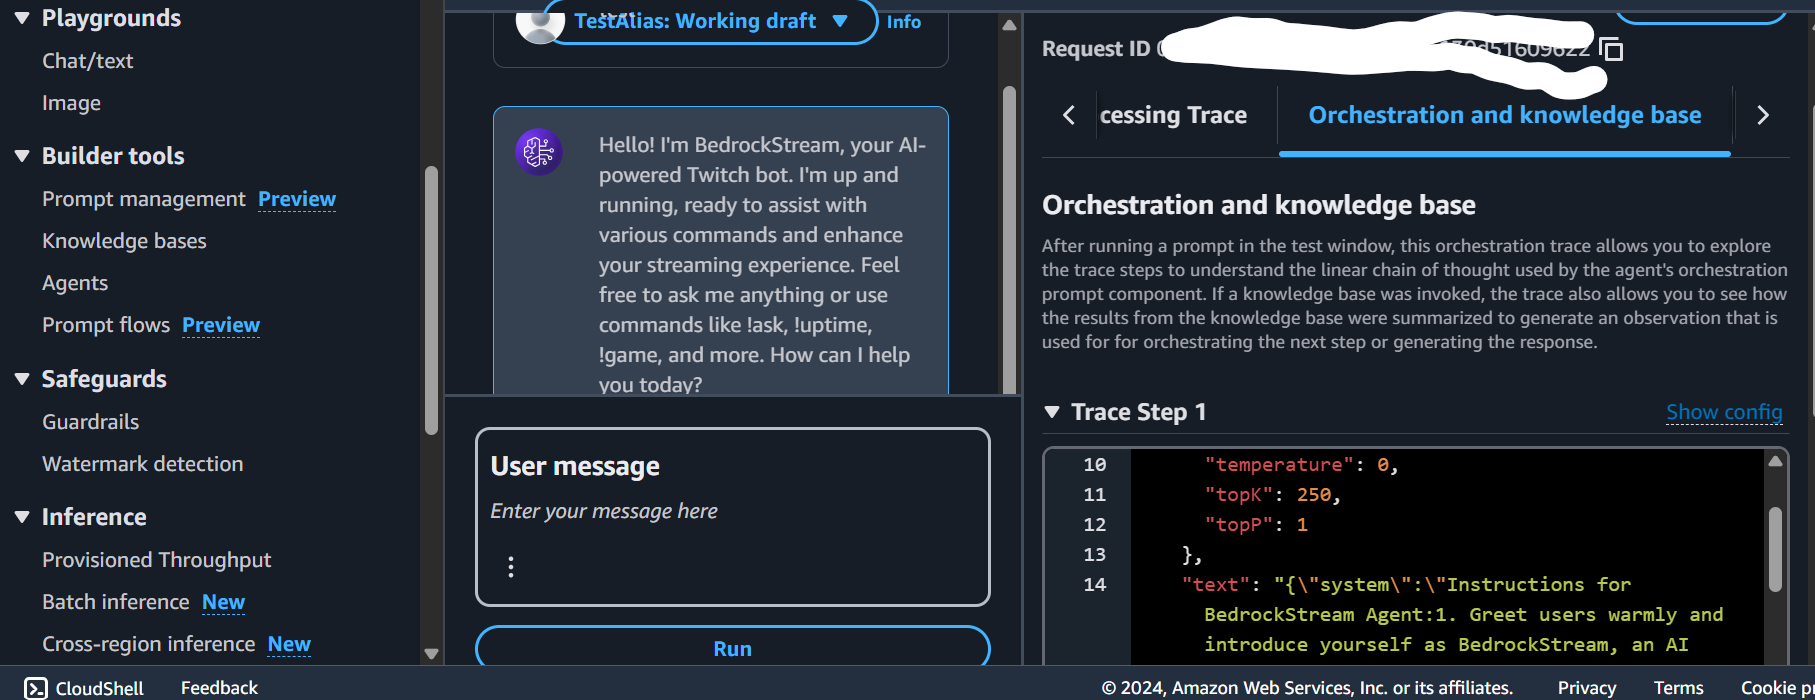 Playgrounds
Chat/text
Image
Builder tools
Prompt management Preview
Knowledge bases
Agents
Prompt flows Preview
Safeguards
Guardrails
Watermark detection
Inference
Provisioned Throughput
Batch inference New
Cross-region inference New
TestAlias: Working draft
Info
Hello! I'm BedrockStream, your AI-
powered Twitch bot. I'm up and
running, ready to assist with
various commands and enhance
your streaming experience. Feel
free to ask me anything or use
commands like !ask, !uptime,
!game, and more. How can I help
you today?
User message
Enter your message here
Run
Request ID
cessing Trace
Orchestration and knowledge base
Orchestration and knowledge base
After running a prompt in the test window, this orchestration trace allows you to explore
the trace steps to understand the linear chain of thought used by the agent's orchestration
prompt component. If a knowledge base was invoked, the trace also allows you to see how
the results from the knowledge base were summarized to generate an observation that is
used for for orchestrating the next step or generating the response.
Trace Step 1
Show config
10 "temperature": 0,
11 "topK": 250,
12 "topP": 1
13 },
14 "text": "{\"system\":\"Instructions for
BedrockStream Agent:1. Greet users warmly and
introduce yourself as BedrockStream, an AI
CloudShell
Feedback
© 2024, Amazon Web Services, Inc. or its affiliates.
Privacy
Terms
Cookie p